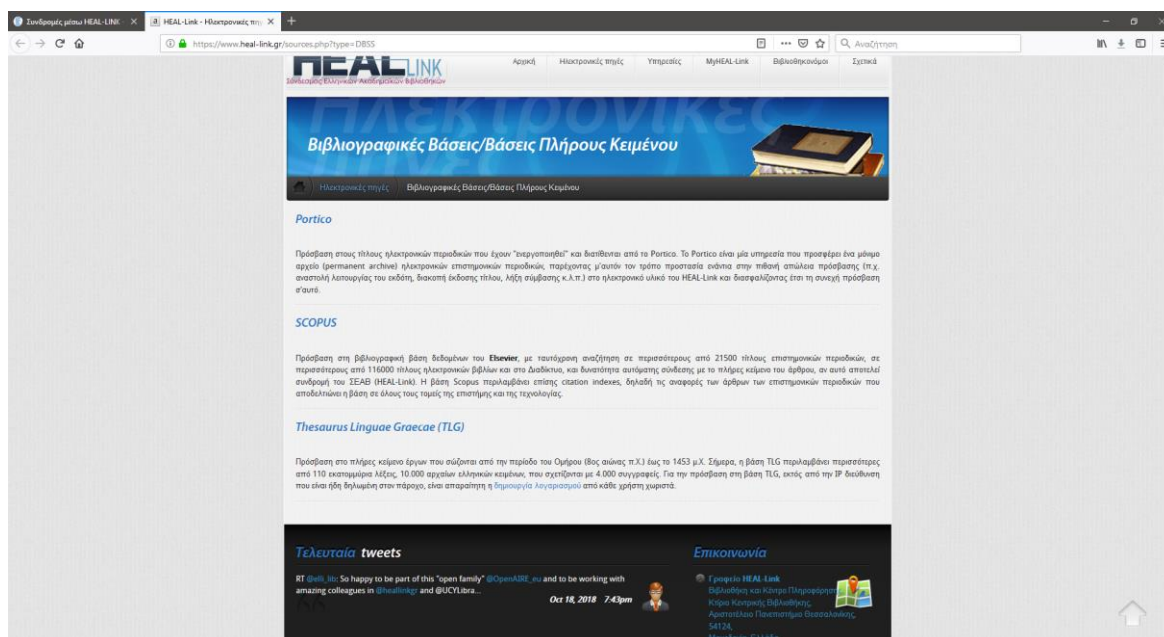 Συνδρομές μέσω HEAL-LINK
HEAL-Link - Ηλεκτρονικές πη
https://www.heal-link.gr/sources.php?type=DBSS
Αναζήτηση
HEAL LINK
Σύνδεσμος Ελληνικών Ακαδημαϊκών Βιβλιοθηκών
Αρχική Ηλεκτρονικές πηγές Υπηρεσίες MyHEAL-Link Βιβλιοθηκονόμοι Σχετικά
Ηλεκτρονικές
πηγές
Βιβλιογραφικές Βάσεις/Βάσεις Πλήρους Κειμένου
Ηλεκτρονικές πηγές Βιβλιογραφικές Βάσεις/Βάσεις Πλήρους Κειμένου
Portico
Πρόσβαση στους τίτλους ηλεκτρονικών περιοδικών που έχουν "ενεργοποιηθεί" και διατίθενται από το Portico. Το Portico είναι μία υπηρεσία που προσφέρει ένα μόνιμο
αρχείο (permanent archive) ηλεκτρονικών επιστημονικών περιοδικών, παρέχοντας μ'αυτόν τον τρόπο προστασία ενάντια στην πιθανή απώλεια πρόσβασης (π.χ.
αναστολή λειτουργίας του εκδότη, διακοπή έκδοσης τίτλου, λήξη σύμβασης κ.λ.π.) στο ηλεκτρονικό υλικό του HEAL-Link και διασφαλίζοντας έτσι τη συνεχή πρόσβαση
σ'αυτό.
SCOPUS
Πρόσβαση στη βιβλιογραφική βάση δεδομένων του Elsevier, με ταυτόχρονη αναζήτηση σε περισσότερους από 21500 τίτλους επιστημονικών περιοδικών, σε
περισσότερους από 116000 τίτλους ηλεκτρονικών βιβλίων και στο Διαδίκτυο, και δυνατότητα αυτόματης σύνδεσης με το πλήρες κείμενο του άρθρου, αν αυτό αποτελεί
συνδρομή του ΣΕΑΒ (HEAL-Link). Η βάση Scopus περιλαμβάνει επίσης citation indexes, δηλαδή τις αναφορές των άρθρων των επιστημονικών περιοδικών που
αποδελτιώνει η βάση σε όλους τους τομείς της επιστήμης και της τεχνολογίας.
Thesaurus Linguae Graecae (TLG)
Πρόσβαση στο πλήρες κείμενο έργων που σώζονται από την περίοδο του Ομήρου (8ος αιώνας π.Χ.) έως το 1453 μ.Χ. Σήμερα, η βάση TLG περιλαμβάνει περισσότερες
από 110 εκατομμύρια λέξεις, 10.000 αρχαίων ελληνικών κειμένων, που σχετίζονται με 4.000 συγγραφείς. Για την πρόσβαση στη βάση TLG, εκτός από την IP διεύθυνση
που είναι ήδη δηλωμένη στον πάροχο, είναι απαραίτητη η δημιουργία λογαριασμού από κάθε χρήστη χωριστά.
Τελευταία tweets
RT @elli_lib: So happy to be part of this "open family" @OpenAIRE_eu and to be working with
amazing colleagues in @heallinkgr and @UCYLibra...
Oct 18, 2018 7:43pm
Επικοινωνία
Γραφείο HEAL-Link
Βιβλιοθήκη και Κέντρο Πληροφόρησ
Κτίριο Κεντρικής Βιβλιοθήκης,
Αριστοτέλειο Πανεπιστήμιο Θεσσαλονίκης,
54124,